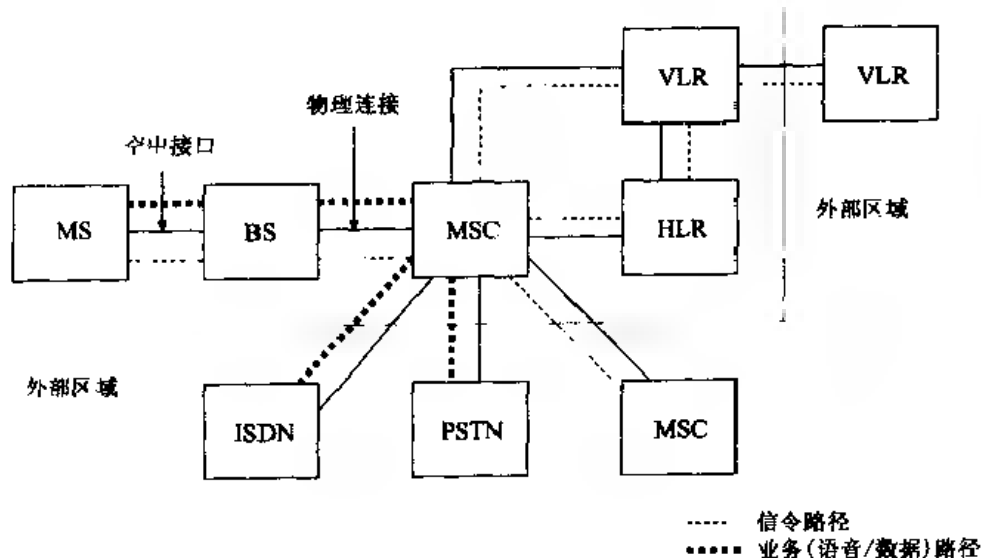 VLR
VLR
物理连接
空中接口
MS
BS
MSC
HLR
外部区域
外部区域
ISDN
PSTN
MSC
信令路径
业务(语音/数据)路径